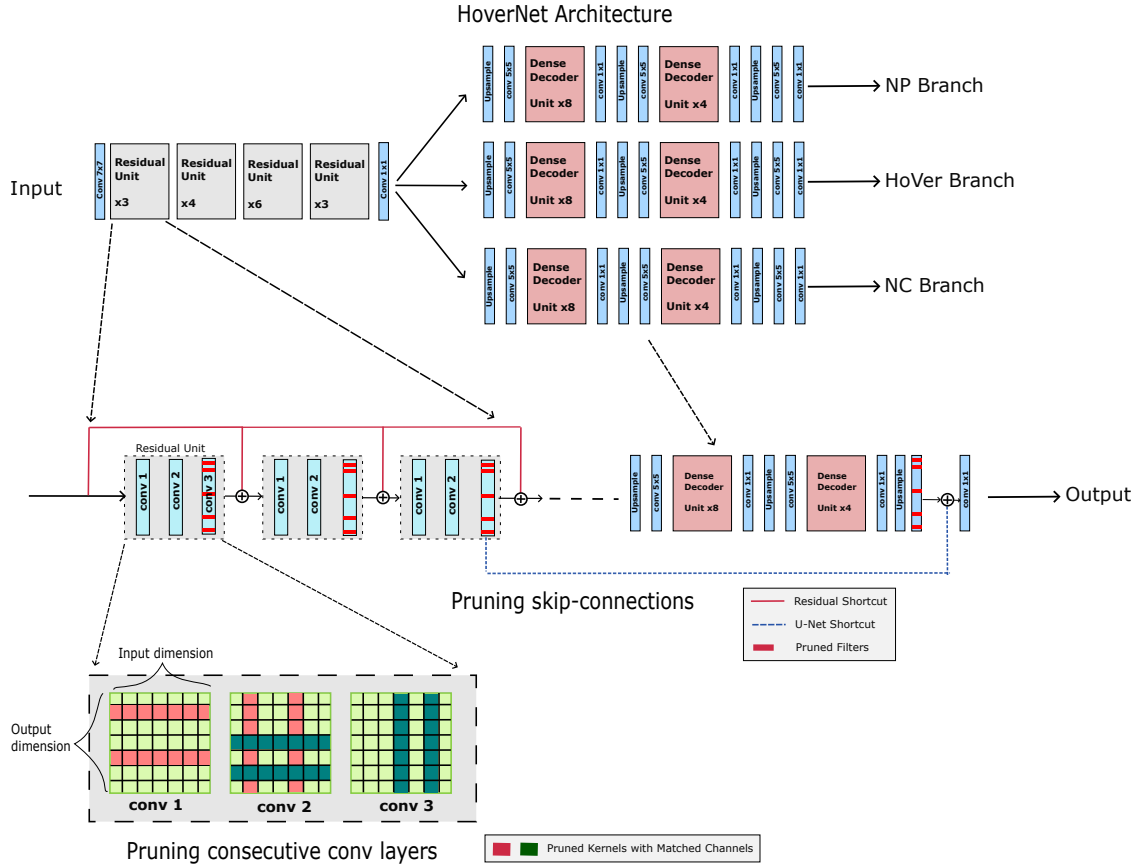 HoverNet Architecture
Upsample
conv 5x5
Dense
Decoder
Unit x8
conv 1x1
Upsample
conv 5x5
Dense
Decoder
Unit x4
conv 1x1
Upsample
conv 5x5
conv 1x1
NP Branch
Input
Conv 7x7
Residual
Unit
x3
Residual
Unit
x4
Residual
Unit
x6
Residual
Unit
x3
Conv 1x1
Upsample
conv 5x5
Dense
Decoder
Unit x8
conv 1x1
Upsample
conv 5x5
Dense
Decoder
Unit x4
conv 1x1
Upsample
conv 5x5
conv 1x1
HoVer Branch
Upsample
conv 5x5
Dense
Decoder
Unit x8
conv 1x1
Upsample
conv 5x5
Dense
Decoder
Unit x4
conv 1x1
Upsample
conv 5x5
conv 1x1
NC Branch
Residual Unit
conv 1
conv 2
conv 3
conv 1
conv 2
conv 1
conv 2
Upsample
conv 5x5
Dense
Decoder
Unit x8
conv 1x1
Upsample
conv 5x5
Dense
Decoder
Unit x4
conv 1x1
Upsample
conv 1x1
Output
Pruning skip-connections
Residual Shortcut
U-Net Shortcut
Pruned Filters
Input dimension
Output
dimension
conv 1
conv 2
conv 3
Pruning consecutive conv layers
Pruned Kernels with Matched Channels